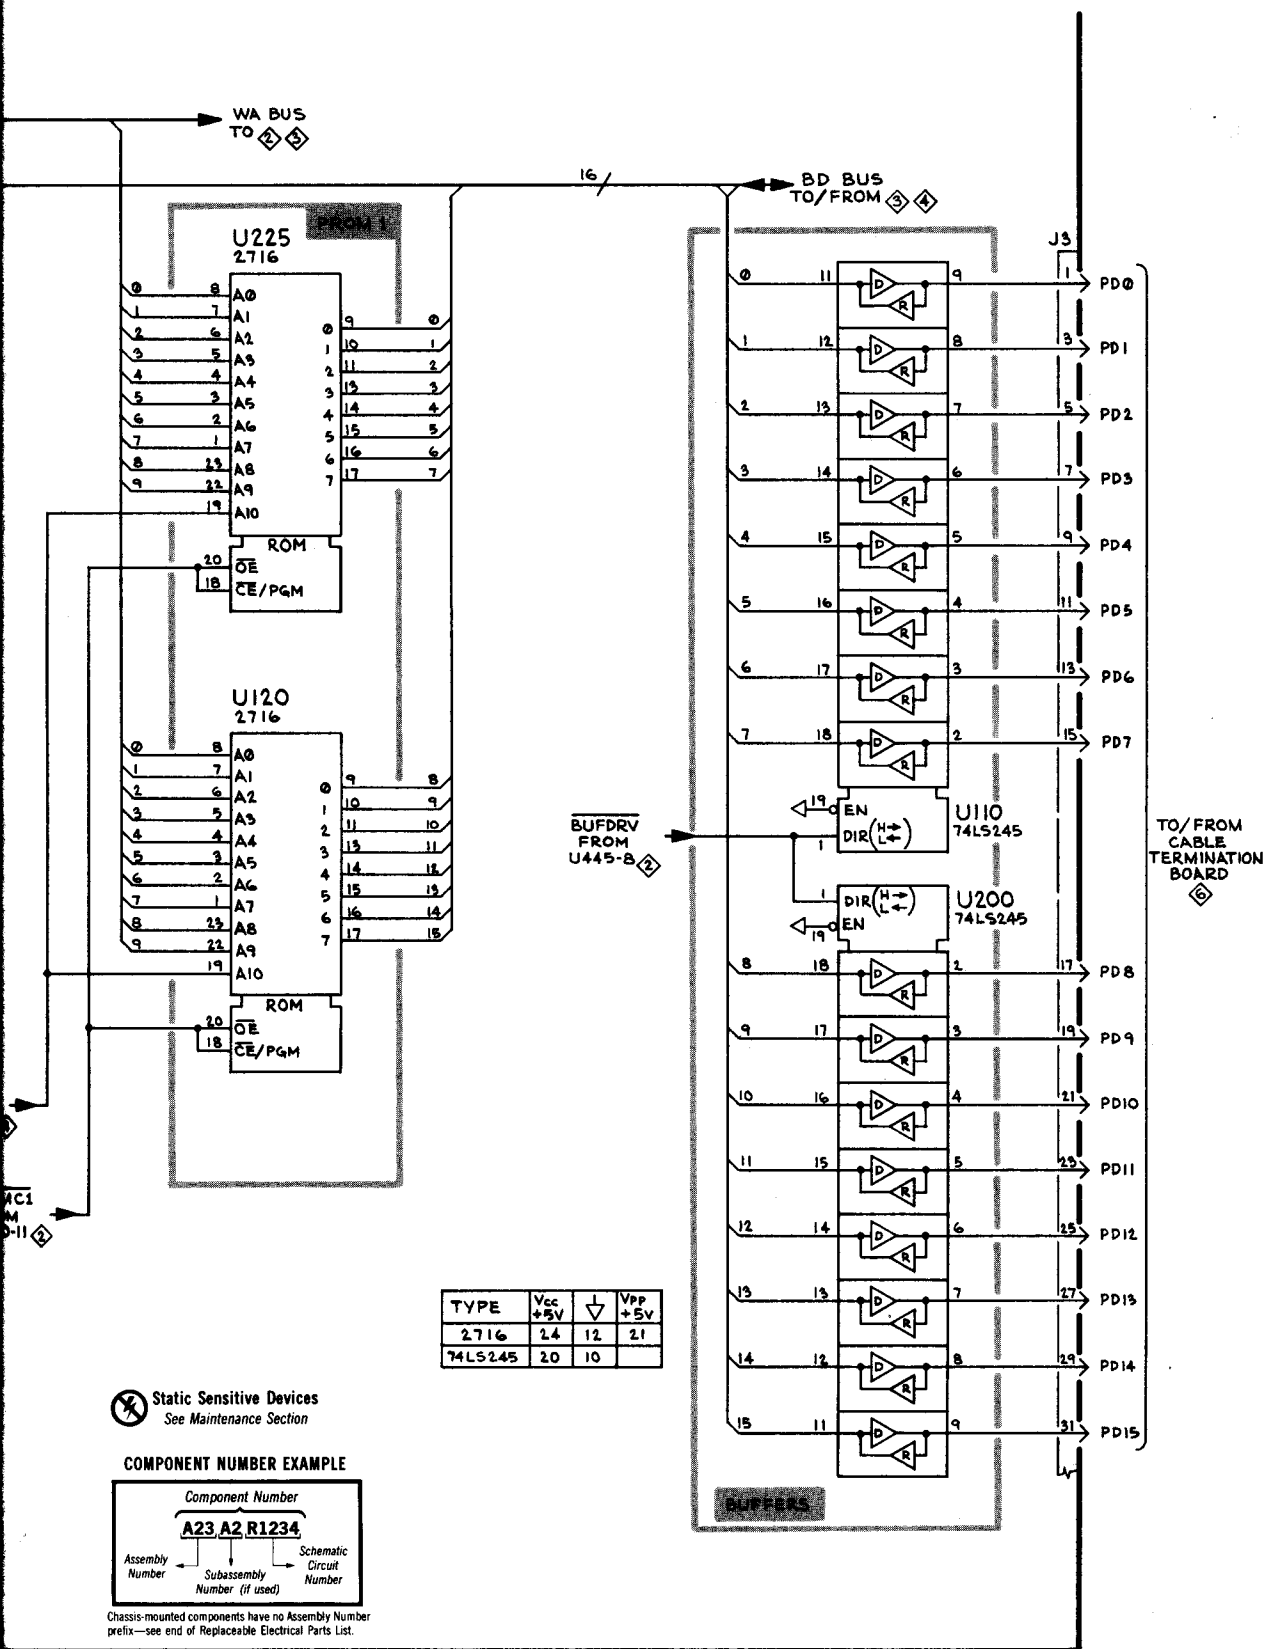 WA BUS
TO 2 3
16
BD BUS
TO/FROM 3 4
PROM 1
U225
2716
0 8 A0
1 7 A1
2 6 A2
3 5 A3
4 4 A4
5 3 A5
6 2 A6
7 1 A7
8 23 A8
9 22 A9
19 A10
0 9 0
1 10 1
2 11 2
3 13 3
4 14 4
5 15 5
6 16 6
7 17 7
ROM
20 OE
18 CE/PGM
U120
2716
0 8 A0
1 7 A1
2 6 A2
3 5 A3
4 4 A4
5 3 A5
6 2 A6
7 1 A7
8 23 A8
9 22 A9
19 A10
0 9 8
1 10 9
2 11 10
3 13 11
4 14 12
5 15 13
6 16 14
7 17 15
ROM
20 OE
18 CE/PGM
MC1
M
0-11 2
J3
0 11 D R 9 1 PD0
1 12 D R 8 3 PD1
2 13 D R 7 5 PD2
3 14 D R 6 7 PD3
4 15 D R 5 9 PD4
5 16 D R 4 11 PD5
6 17 D R 3 13 PD6
7 18 D R 2 15 PD7
19 EN
1 DIR (H→ L←)
U110
74LS245
BUFDRV
FROM
U445-8 2
1 DIR (H→ L←)
19 EN
U200
74LS245
8 18 D R 2 17 PD8
9 17 D R 3 19 PD9
10 16 D R 4 21 PD10
11 15 D R 5 23 PD11
12 14 D R 6 25 PD12
13 13 D R 7 27 PD13
14 12 D R 8 29 PD14
15 11 D R 9 31 PD15
BUFFERS
TO/FROM
CABLE
TERMINATION
BOARD
6
TYPE Vcc +5V VPP +5V
2716 24 12 21
74LS245 20 10
Static Sensitive Devices
See Maintenance Section
COMPONENT NUMBER EXAMPLE
Component Number
A23 A2 R1234
Assembly
Number
Subassembly
Number (if used)
Schematic
Circuit
Number
Chassis-mounted components have no Assembly Number
prefix—see end of Replaceable Electrical Parts List.